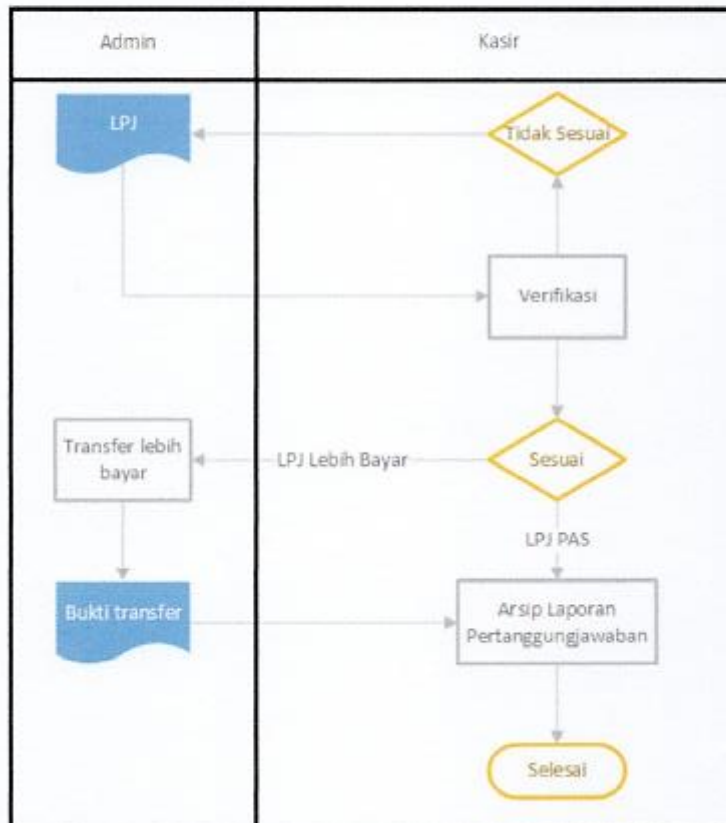 Admin
Kasir
LPJ
Tidak Sesuai
Verifikasi
Transfer lebih
bayar
LPJ Lebih Bayar
Sesuai
LPJ PAS
Bukti transfer
Arsip Laporan
Pertanggungjawaban
Selesai